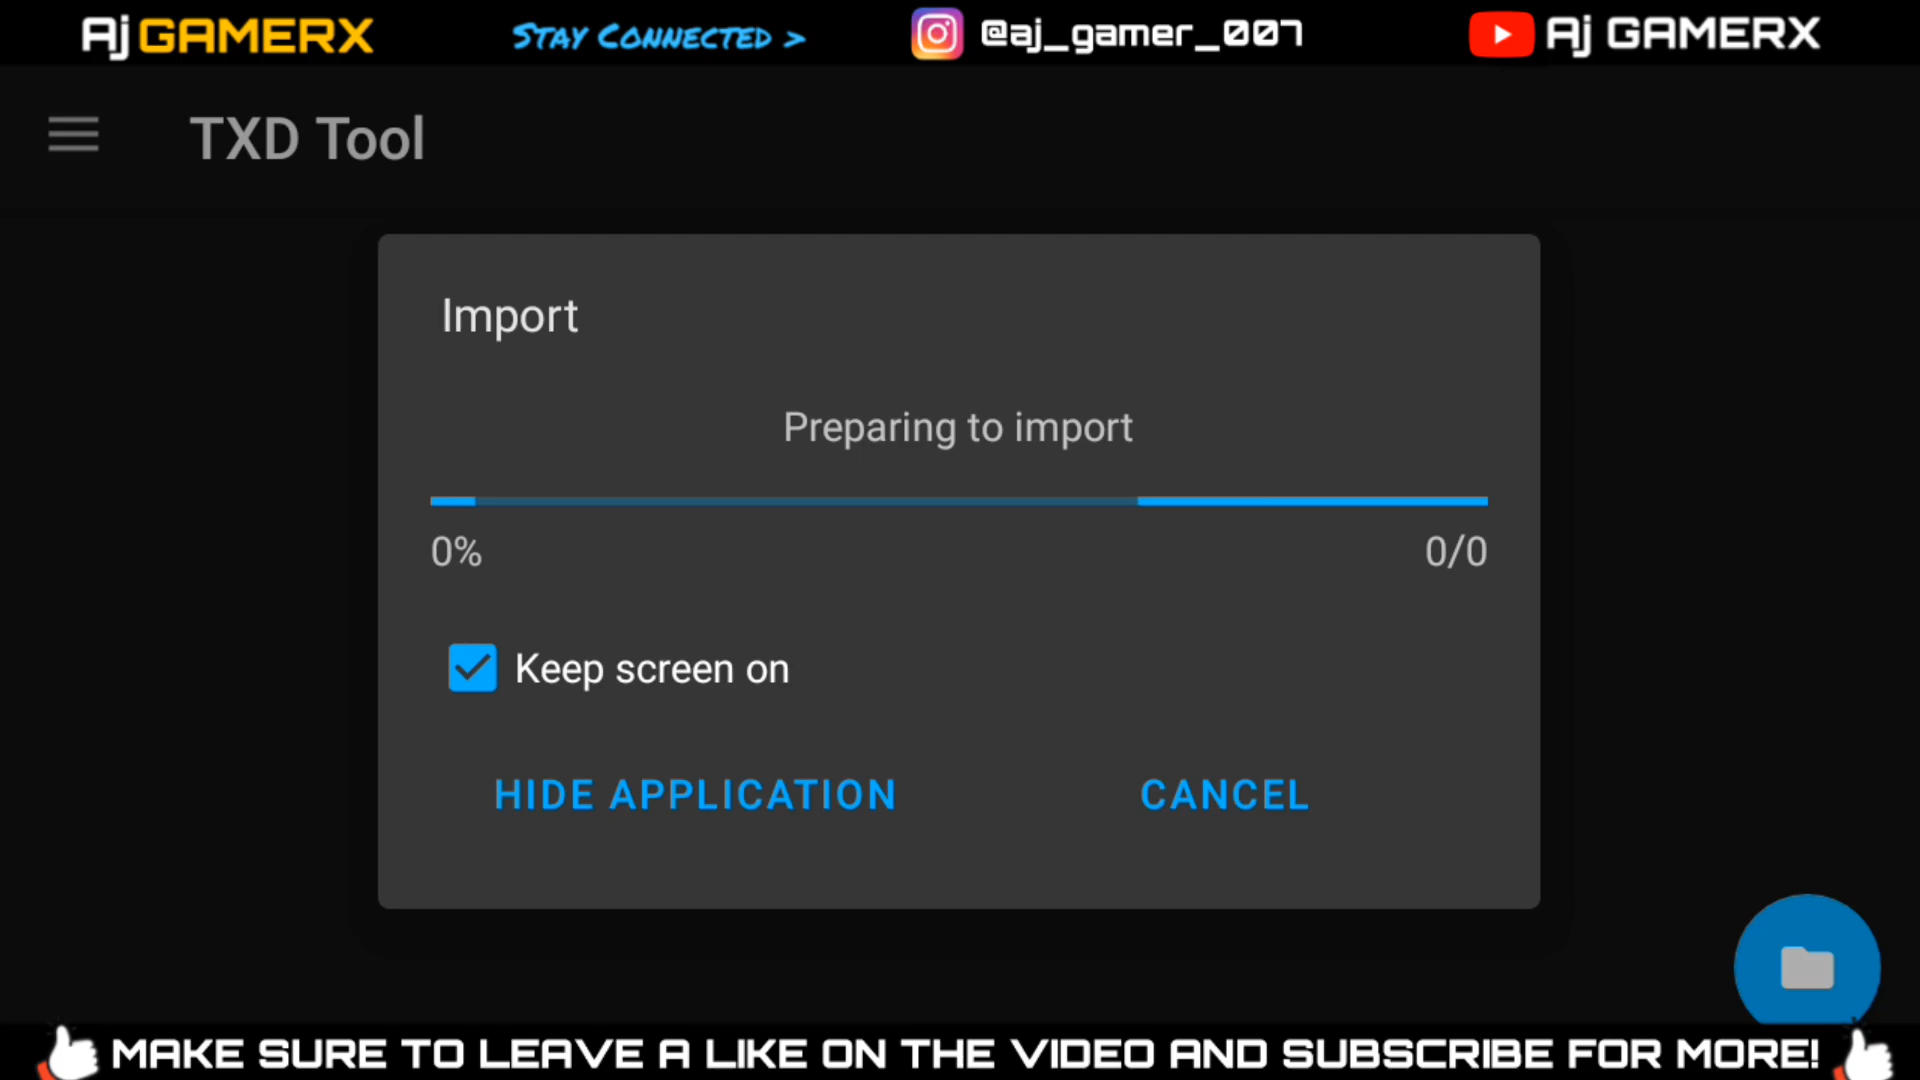 Aj GAMERX
STAY CONNECTED >
@aj_gamer_007
Aj GAMERX
TXD Tool
Import
Preparing to import
0%
0/0
Keep screen on
HIDE APPLICATION
CANCEL
MAKE SURE TO LEAVE A LIKE ON THE VIDEO AND SUBSCRIBE FOR MORE!